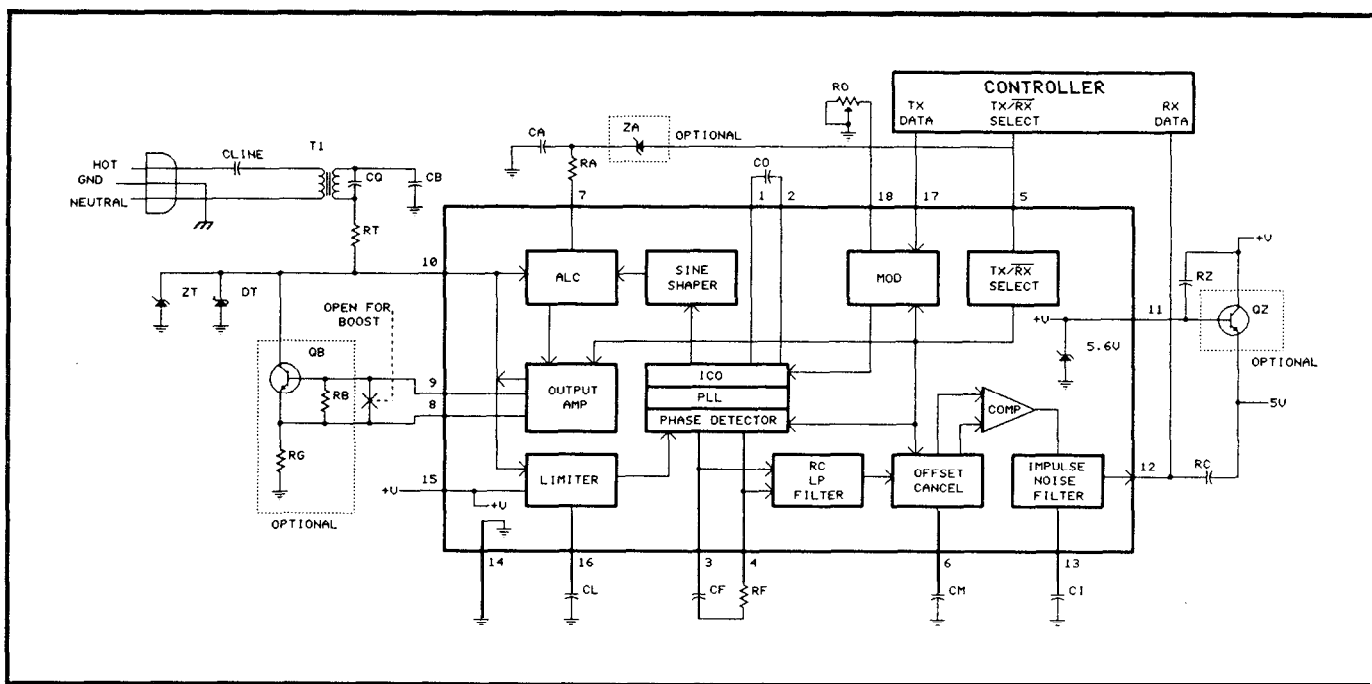 CONTROLLER
TX DATA
TX/RX SELECT
RX DATA
RO
ZA
OPTIONAL
CA
RA
CO
T1
CLINE
HOT
GND
NEUTRAL
CQ
CB
RT
7
1
2
18
17
5
10
ALC
SINE SHAPER
MOD
TX/RX SELECT
+V
RZ
QZ
11
+V
5.6V
OPTIONAL
5V
ZT
DT
OPEN FOR BOOST
QB
RB
9
8
OUTPUT AMP
ICO
PLL
PHASE DETECTOR
COMP
RG
15
+V
+V
OPTIONAL
LIMITER
RC LP FILTER
OFFSET CANCEL
IMPULSE NOISE FILTER
12
RC
14
16
3
4
6
13
CL
CF
RF
CM
CI